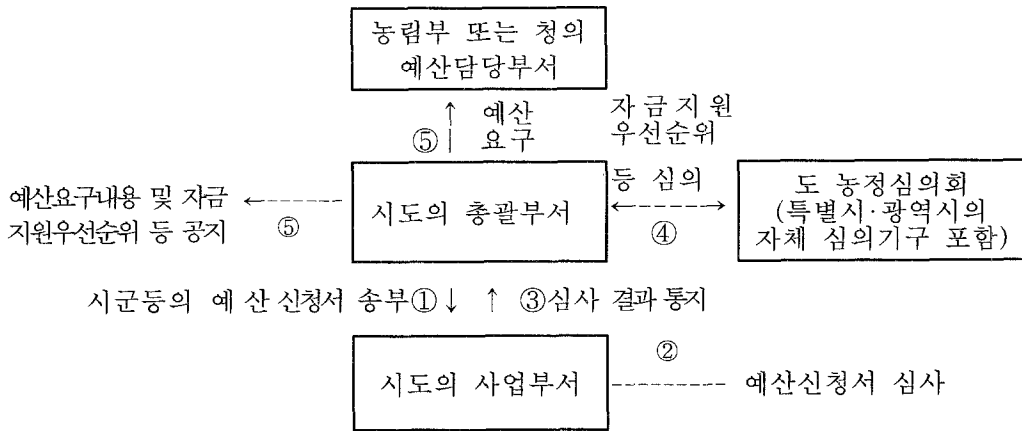 농림부 또는 청의
예산담당부서
↑ 예산 자금지원
⑤| 요구 우선순위
등 심의
예산요구내용 및 자금
지원우선순위 등 공지
⑤
시도의 총괄부서
④
도 농정심의회
(특별시·광역시의
자체 심의기구 포함)
시군등의 예 산 신청서 송부①↓ ↑ ③심사 결과 통지
시도의 사업부서
②
예산신청서 심사